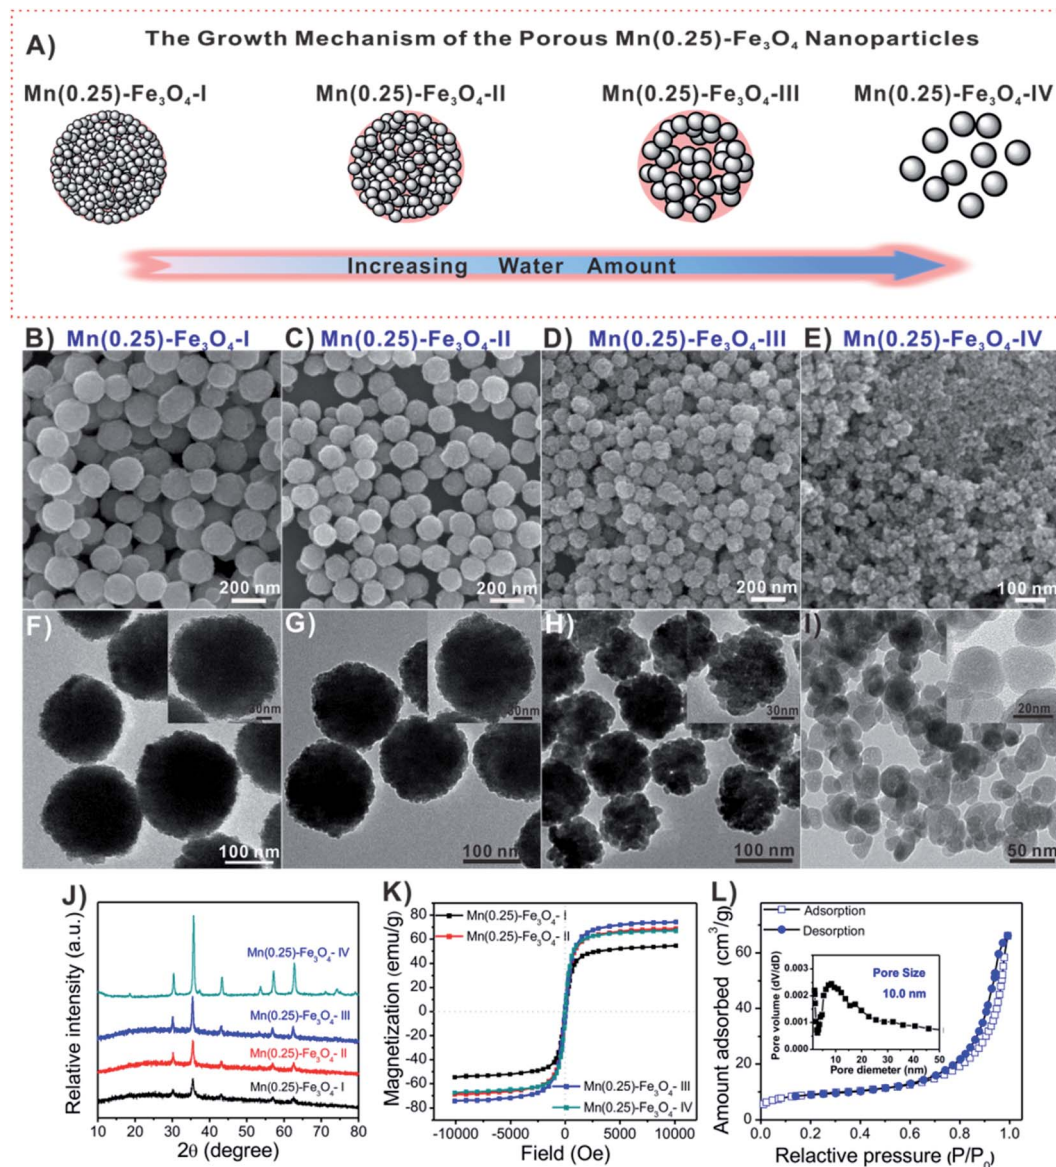 A)
The Growth Mechanism of the Porous Mn(0.25)-Fe₃O₄ Nanoparticles
Mn(0.25)-Fe₃O₄-I
Mn(0.25)-Fe₃O₄-II
Mn(0.25)-Fe₃O₄-III
Mn(0.25)-Fe₃O₄-IV
Increasing Water Amount
B) Mn(0.25)-Fe₃O₄-I
C) Mn(0.25)-Fe₃O₄-II
D) Mn(0.25)-Fe₃O₄-III
E) Mn(0.25)-Fe₃O₄-IV
200 nm
200 nm
200 nm
100 nm
F)
100 nm
G)
100 nm
H)
30nm
100 nm
I)
20nm
50 nm
J)
Relative intensity (a.u.)
Mn(0.25)-Fe₃O₄- IV
Mn(0.25)-Fe₃O₄- III
Mn(0.25)-Fe₃O₄- II
Mn(0.25)-Fe₃O₄- I
10 20 30 40 50 60 70 80
2θ (degree)
K)
Magnetization (emu/g)
80
60
40
20
0
-20
-40
-60
-80
Mn(0.25)-Fe₃O₄- I
Mn(0.25)-Fe₃O₄- II
Mn(0.25)-Fe₃O₄- III
Mn(0.25)-Fe₃O₄- IV
-10000 -5000 0 5000 10000
Field (Oe)
L)
Amount adsorbed (cm³/g)
60
40
20
0
Adsorption
Desorption
Pore volume (dV/dD)
0.003
0.002
0.001
0.000
Pore Size
10.0 nm
10 20 30 40 50
Pore diemeter (nm)
0.0 0.2 0.4 0.6 0.8 1.0
Relactive pressure (P/P₀)